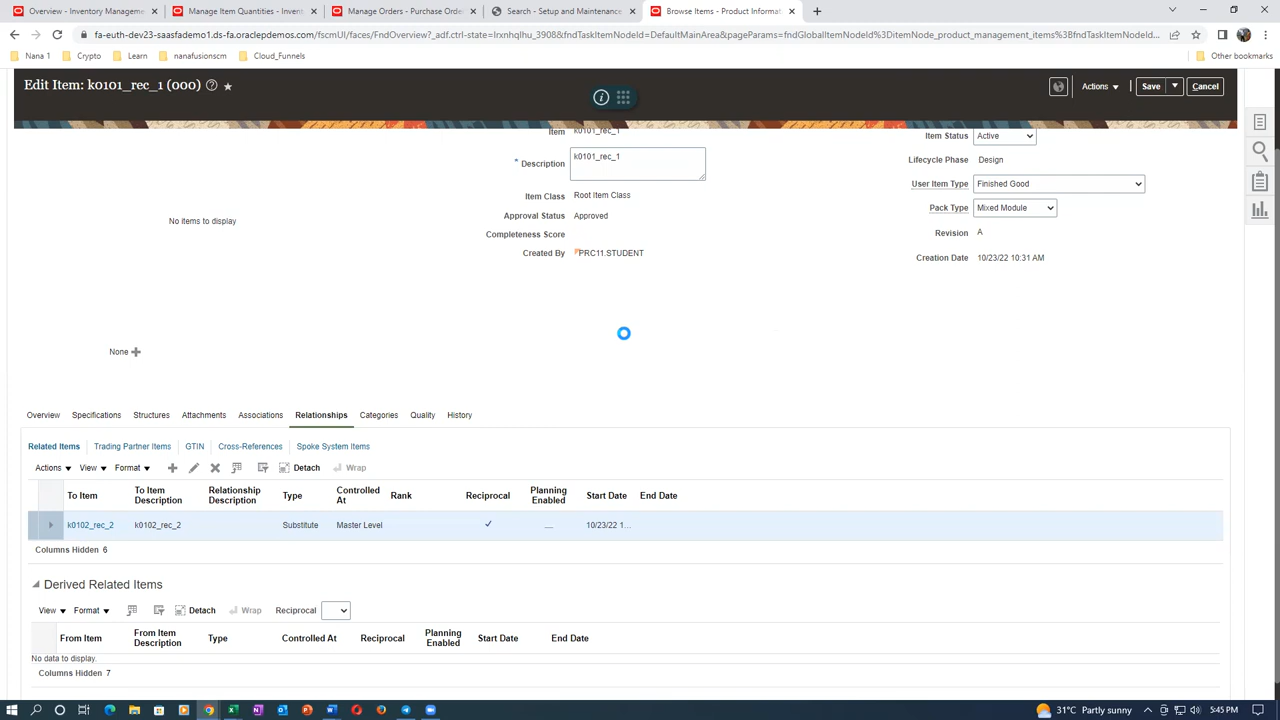 Overview - Inventory Managemen
Manage Item Quantities - Invent
Manage Orders - Purchase Order
Search - Setup and Maintenance
Browse Items - Product Informat
fa-euth-dev23-saasfademo1.ds-fa.oraclepdemos.com/fscmUI/faces/FndOverview?_adf.ctrl-state=lrxnhqlhu_3908&fndTaskItemNodeId=DefaultMainArea&pageParams=fndGlobalItemNodeId%3DitemNode_product_management_items%3BfndTaskItemNodeId...
Nana 1
Crypto
Learn
nanafusionscm
Cloud_Funnels
Other bookmarks
Edit Item: k0101_rec_1 (000)
Actions
Save
Cancel
Item k0101_rec_1
Item Status Active
* Description k0101_rec_1
Lifecycle Phase Design
User Item Type Finished Good
Item Class Root Item Class
Pack Type Mixed Module
Approval Status Approved
No items to display
Revision A
Completeness Score
Created By PRC11.STUDENT
Creation Date 10/23/22 10:31 AM
None
Overview Specifications Structures Attachments Associations Relationships Categories Quality History
Related Items Trading Partner Items GTIN Cross-References Spoke System Items
Actions View Format Detach Wrap
To Item To Item Description Relationship Description Type Controlled At Rank Reciprocal Planning Enabled Start Date End Date
k0102_rec_2 k0102_rec_2 Substitute Master Level 10/23/22 1...
Columns Hidden 6
Derived Related Items
View Format Detach Wrap Reciprocal
From Item From Item Description Type Controlled At Reciprocal Planning Enabled Start Date End Date
No data to display.
Columns Hidden 7
31°C Partly sunny
5:45 PM